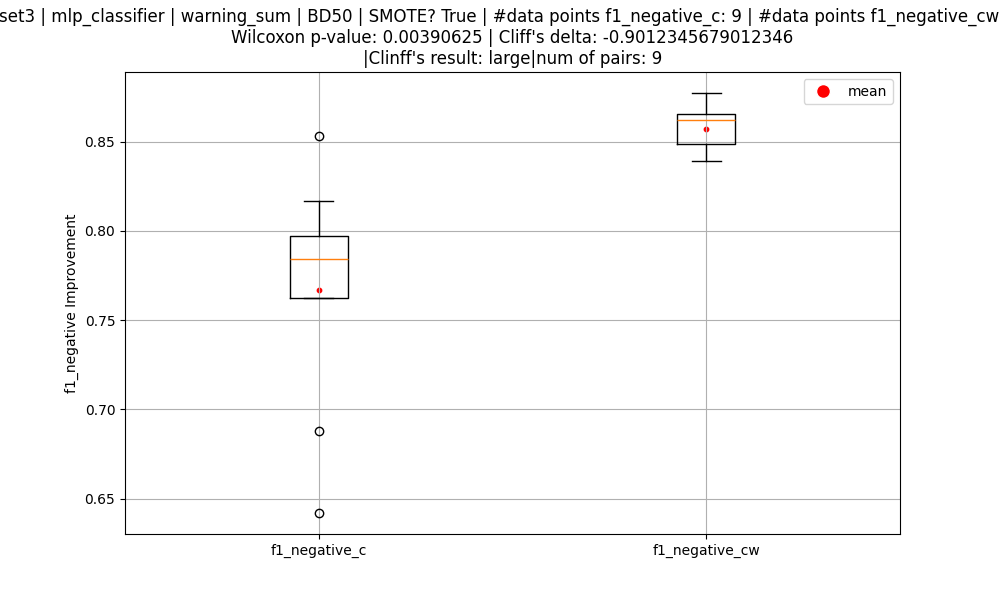 set3 | mlp_classifier | warning_sum | BD50 | SMOTE? True | #data points f1_negative_c: 9 | #data points f1_negative_cw
Wilcoxon p-value: 0.00390625 | Cliff's delta: -0.9012345679012346
|Clinff's result: large|num of pairs: 9
mean
0.85
0.80
0.75
0.70
0.65
f1_negative Improvement
f1_negative_c
f1_negative_cw